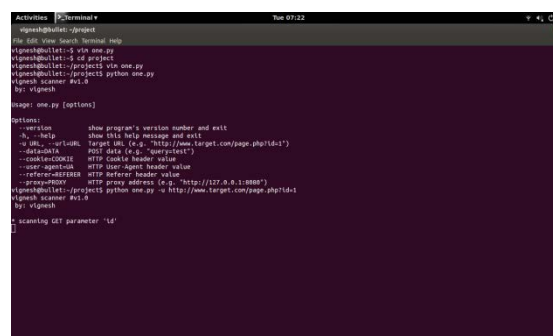 Activities Terminal ▾ Tue 07:22
vignesh@bullet: ~/project
File Edit View Search Terminal Help
vignesh@bullet:~$ vim one.py
vignesh@bullet:~$ cd project
vignesh@bullet:~/project$ vim one.py
vignesh@bullet:~/project$ python one.py
vignesh scanner #v1.0
by: vignesh
Usage: one.py [options]
Options:
--version show program's version number and exit
-h, --help show this help message and exit
-u URL, --url=URL Target URL (e.g. "http://www.target.com/page.php?id=1")
--data=DATA POST data (e.g. "query=test")
--cookie=COOKIE HTTP Cookie header value
--user-agent=UA HTTP User-Agent header value
--referer=REFERER HTTP Referer header value
--proxy=PROXY HTTP proxy address (e.g. "http://127.0.0.1:8080")
vignesh@bullet:~/project$ python one.py -u http://www.target.com/page.php?id=1
vignesh scanner #v1.0
by: vignesh
* scanning GET parameter 'id'